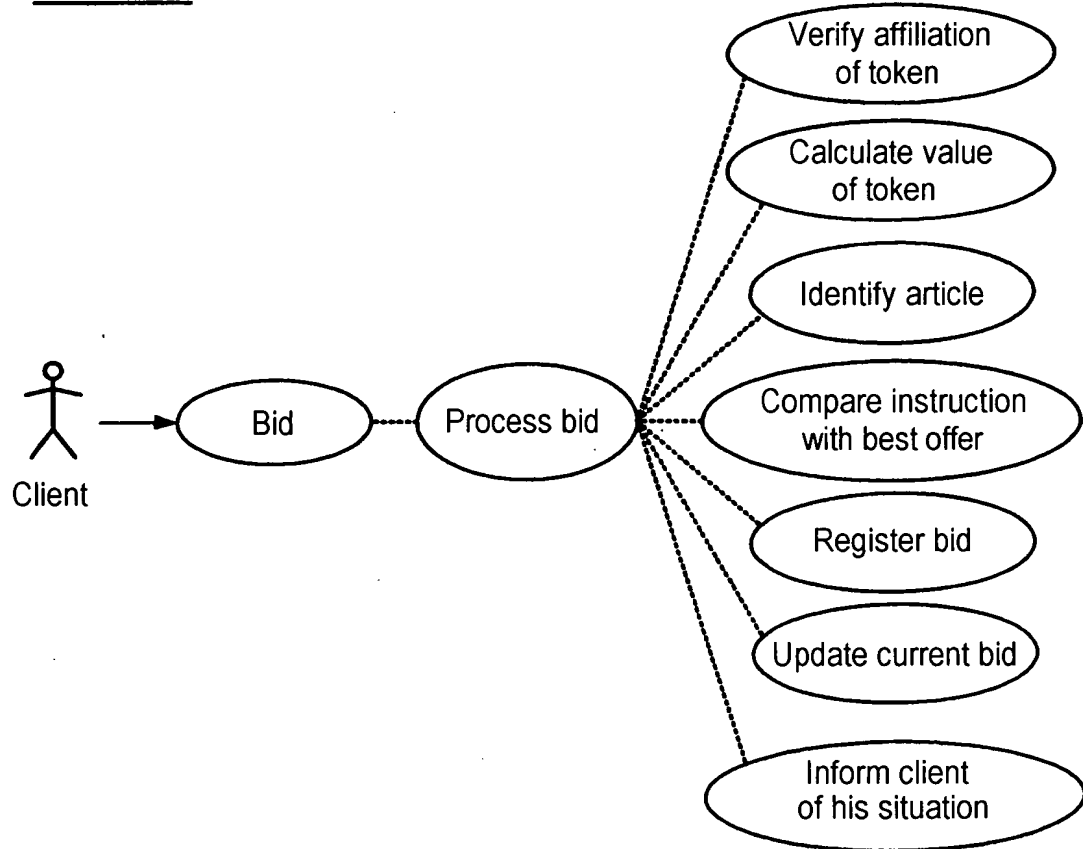 Verify affiliation
of token
Calculate value
of token
Identify article
Compare instruction
with best offer
Bid
Process bid
Client
Register bid
Update current bid
Inform client
of his situation